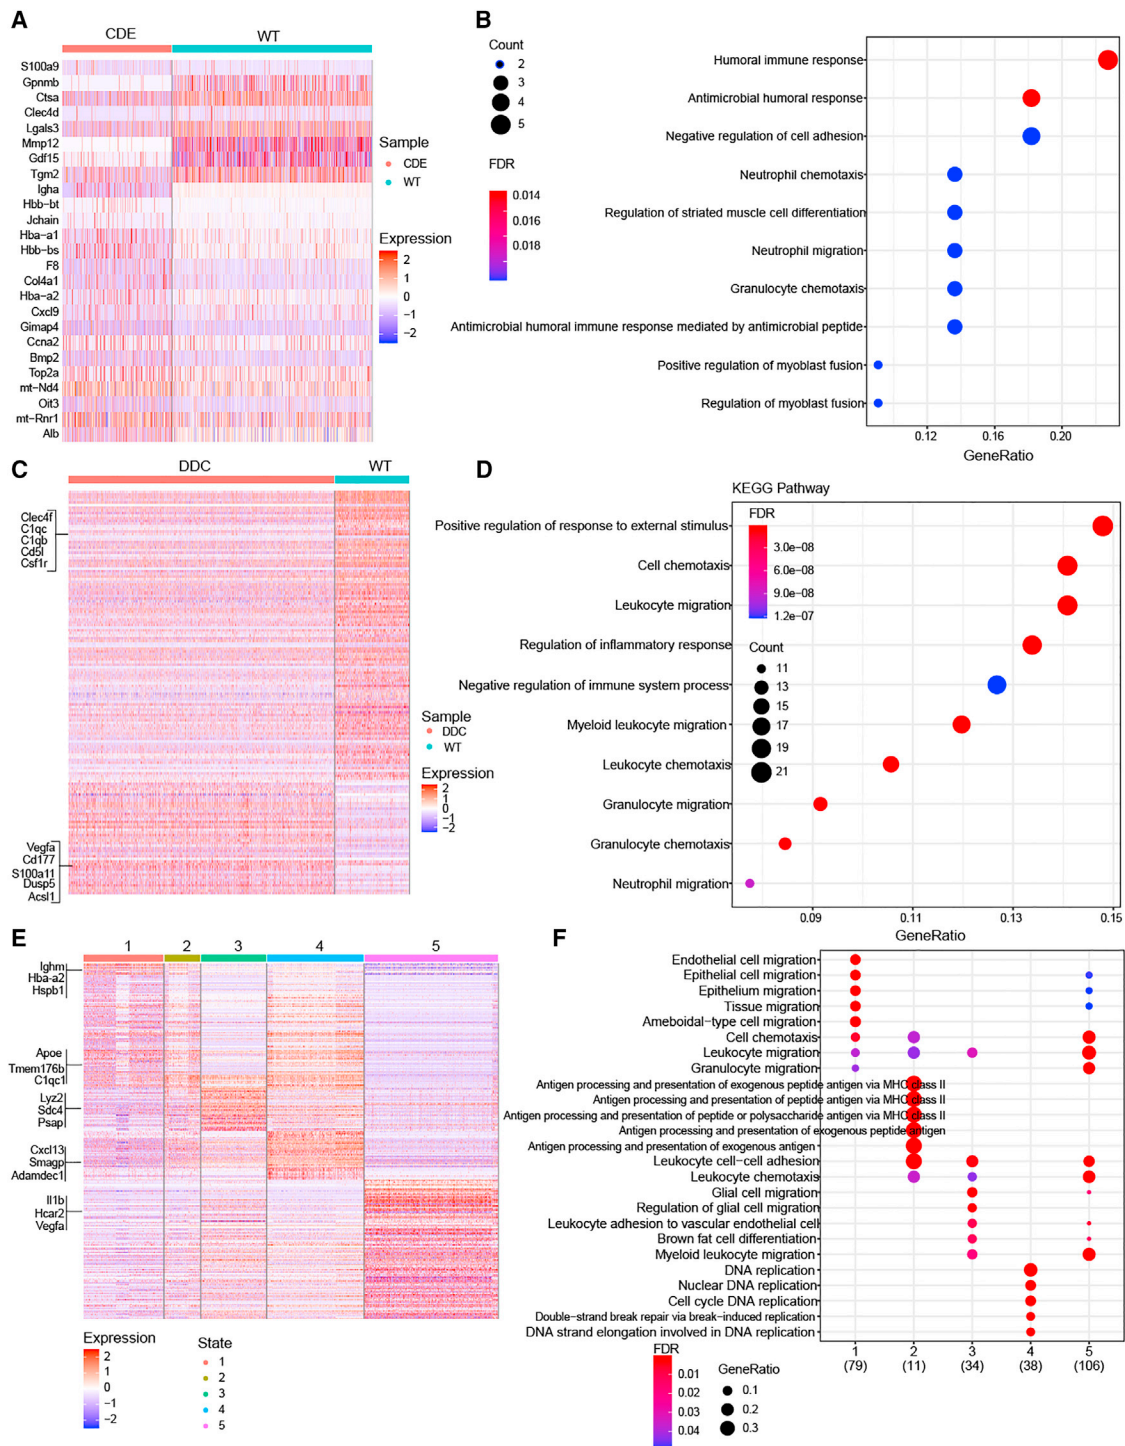 A
CDE
WT
S100a9
Gpnmb
Ctsa
Clec4d
Lgals3
Mmp12
Gdf15
Tgm2
Igha
Hbb-bt
Jchain
Hba-a1
Hbb-bs
F8
Col4a1
Hba-a2
Cxcl9
Gimap4
Ccna2
Bmp2
Top2a
mt-Nd4
Oit3
mt-Rnr1
Alb
Sample
CDE
WT
Expression
2
1
0
-1
-2
B
Count
2
3
4
5
FDR
0.014
0.016
0.018
Humoral immune response
Antimicrobial humoral response
Negative regulation of cell adhesion
Neutrophil chemotaxis
Regulation of striated muscle cell differentiation
Neutrophil migration
Granulocyte chemotaxis
Antimicrobial humoral immune response mediated by antimicrobial peptide
Positive regulation of myoblast fusion
Regulation of myoblast fusion
0.12 0.16 0.20
GeneRatio
C
DDC
WT
Clec4f
C1qc
C1qb
Cd5l
Csf1r
Vegfa
Cd177
S100a11
Dusp5
Acsl1
Sample
DDC
WT
Expression
2
1
0
-1
-2
D
KEGG Pathway
FDR
3.0e-08
6.0e-08
9.0e-08
1.2e-07
Count
11
13
15
17
19
21
Positive regulation of response to external stimulus
Cell chemotaxis
Leukocyte migration
Regulation of inflammatory response
Negative regulation of immune system process
Myeloid leukocyte migration
Leukocyte chemotaxis
Granulocyte migration
Granulocyte chemotaxis
Neutrophil migration
0.09 0.11 0.13 0.15
GeneRatio
E
1 2 3 4 5
Ighm
Hba-a2
Hspb1
Apoe
Tmem176b
C1qc1
Lyz2
Sdc4
Psap
Cxcl13
Smagp
Adamdec1
Il1b
Hcar2
Vegfa
Expression
2
1
0
-1
-2
State
1
2
3
4
5
F
Endothelial cell migration
Epithelial cell migration
Epithelium migration
Tissue migration
Ameboidal-type cell migration
Cell chemotaxis
Leukocyte migration
Granulocyte migration
Antigen processing and presentation of exogenous peptide antigen via MHC class II
Antigen processing and presentation of peptide antigen via MHC class II
Antigen processing and presentation of peptide or polysaccharide antigen via MHC class II
Antigen processing and presentation of exogenous peptide antigen
Antigen processing and presentation of exogenous antigen
Leukocyte cell-cell adhesion
Leukocyte chemotaxis
Glial cell migration
Regulation of glial cell migration
Leukocyte adhesion to vascular endothelial cell
Brown fat cell differentiation
Myeloid leukocyte migration
DNA replication
Nuclear DNA replication
Cell cycle DNA replication
Double-strand break repair via break-induced replication
DNA strand elongation involved in DNA replication
1 2 3 4 5
(79) (11) (34) (38) (106)
FDR
0.01
0.02
0.03
0.04
GeneRatio
0.1
0.2
0.3